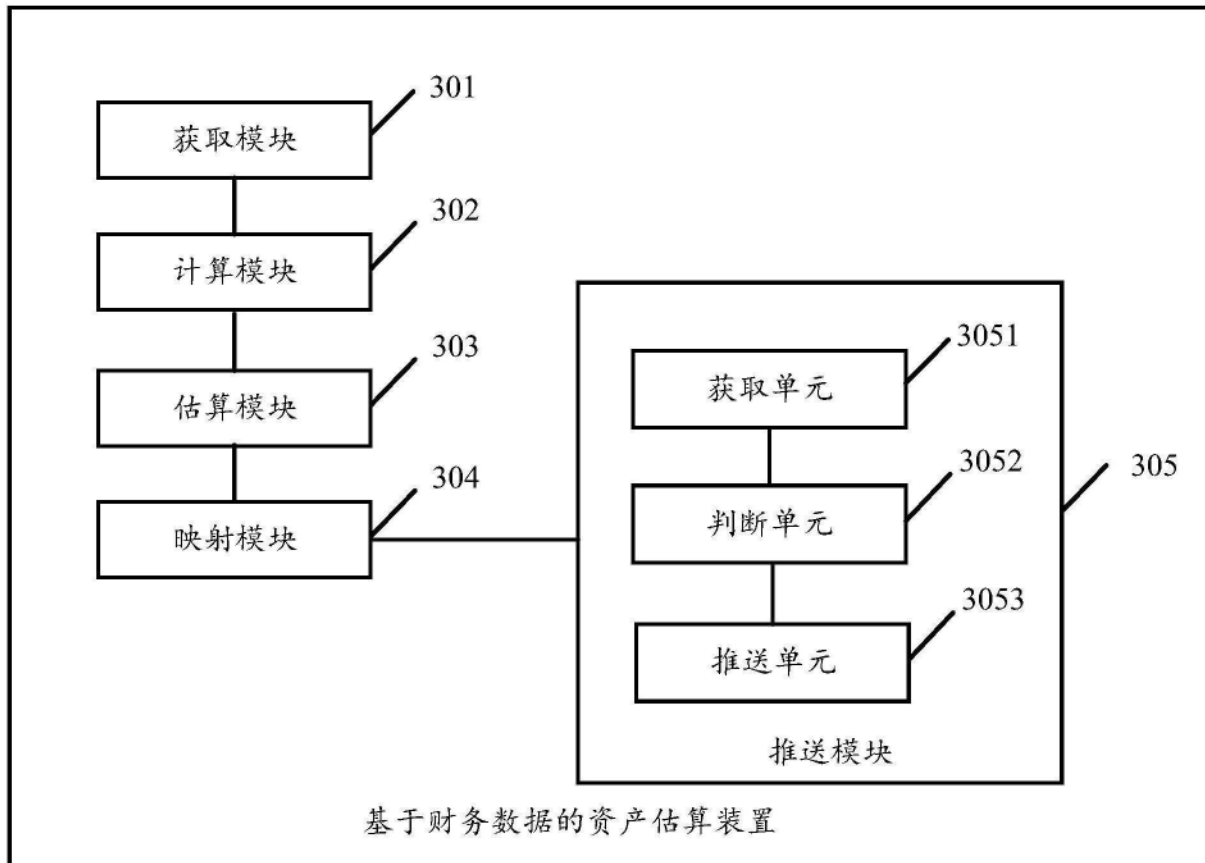 301
获取模块
302
计算模块
303
估算模块
304
映射模块
3051
获取单元
3052
判断单元
305
3053
推送单元
推送模块
基于财务数据的资产估算装置